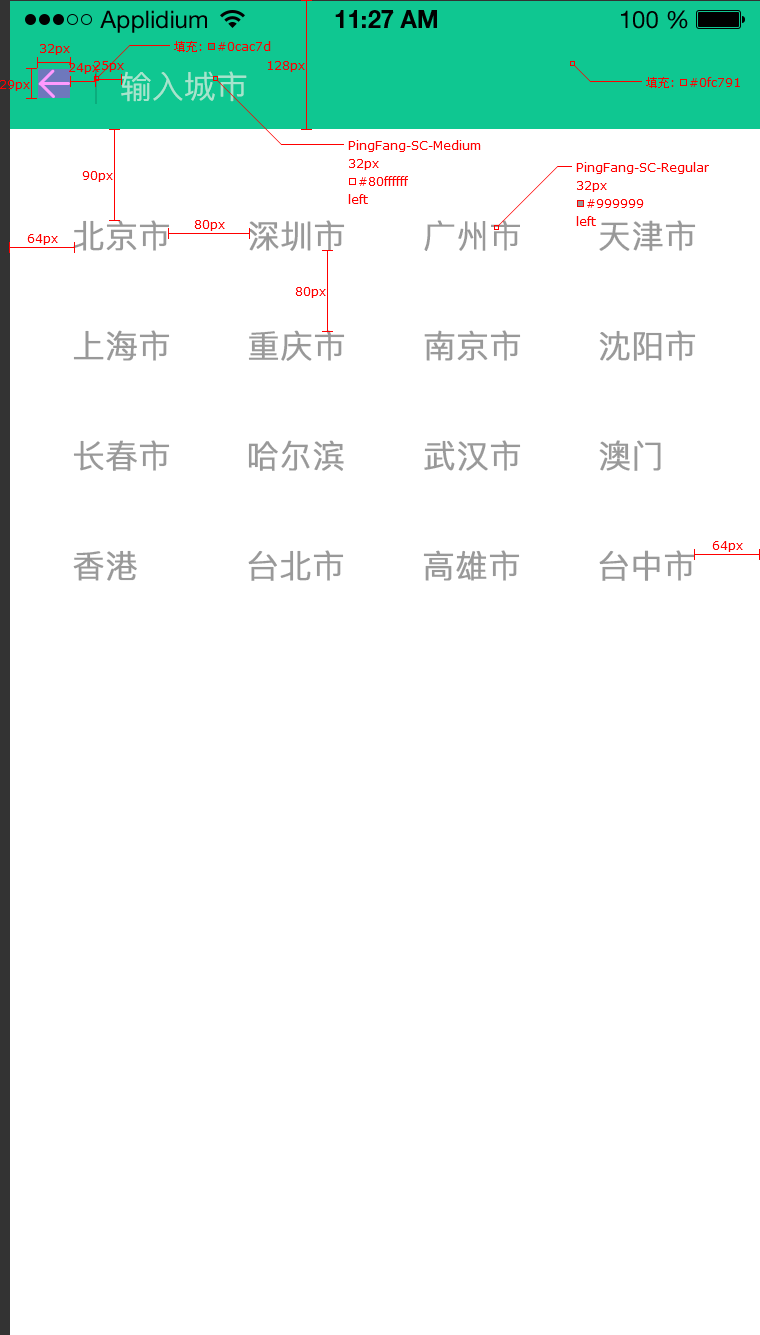 Applidium 11:27 AM 100 %
32px 填充: #0cac7d
24px 25px 128px
29px 输入城市 填充: #0fc791
PingFang-SC-Medium
32px
#80ffffff
left
90px
PingFang-SC-Regular
32px
#999999
left
64px 80px
北京市 深圳市 广州市 天津市
80px
上海市 重庆市 南京市 沈阳市
长春市 哈尔滨 武汉市 澳门
64px
香港 台北市 高雄市 台中市